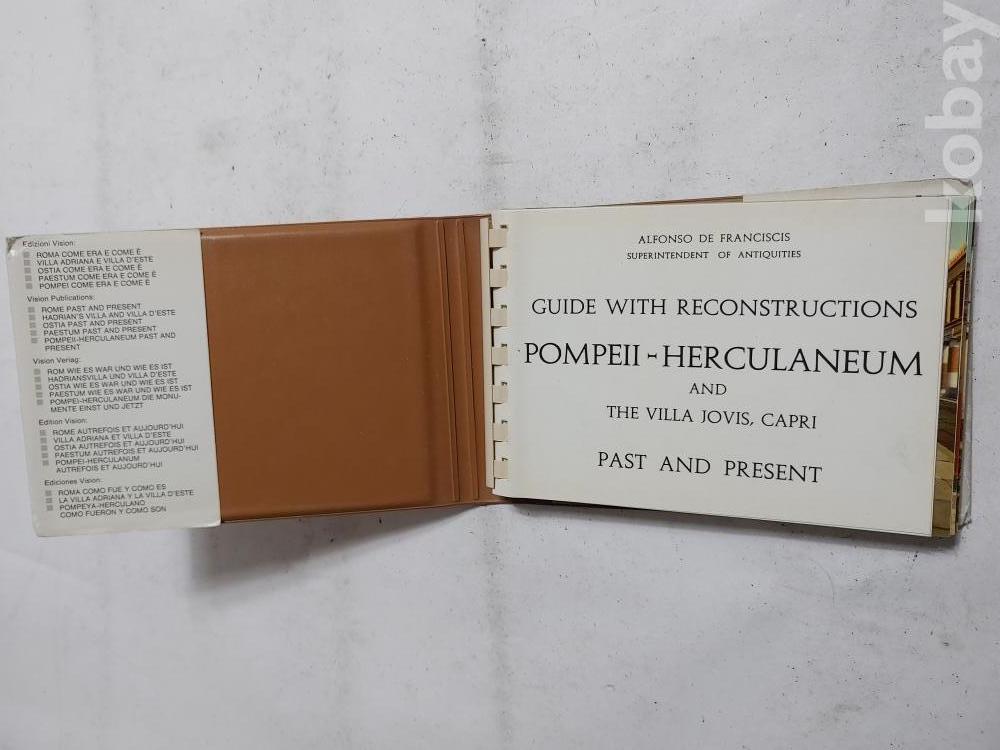 Edizioni Vision:
ROMA COME ERA E COME È
VILLA ADRIANA E VILLA D'ESTE
OSTIA COME ERA E COME È
PAESTUM COME ERA E COME È
POMPEI COME ERA E COME È
Vision Publications:
ROME PAST AND PRESENT
HADRIAN'S VILLA AND VILLA D'ESTE
OSTIA PAST AND PRESENT
PAESTUM PAST AND PRESENT
POMPEII-HERCULANEUM PAST AND
PRESENT
Vision Verlag:
ROM WIE ES WAR UND WIE ES IST
HADRIANSVILLA UND VILLA D'ESTE
OSTIA WIE ES WAR UND WIE ES IST
PAESTUM WIE ES WAR UND WIE ES IST
POMPEI-HERCULANEUM DIE MONU-
MENTE EINST UND JETZT
Edition Vision:
ROME AUTREFOIS ET AUJOURD'HUI
VILLA ADRIANA ET VILLA D'ESTE
OSTIA AUTREFOIS ET AUJOURD'HUI
PAESTUM AUTREFOIS ET AUJOURD'HUI
POMPEI-HERCULANUM
AUTREFOIS ET AUJOURD'HUI
Ediciones Vision:
ROMA COMO FUE Y COMO ES
LA VILLA ADRIANA Y LA VILLA D'ESTE
POMPEYA-HERCULANO
COMO FUERON Y COMO SON
ALFONSO DE FRANCISCIS
SUPERINTENDENT OF ANTIQUITIES
GUIDE WITH RECONSTRUCTIONS
POMPEII - HERCULANEUM
AND
THE VILLA JOVIS, CAPRI
PAST AND PRESENT
kobay